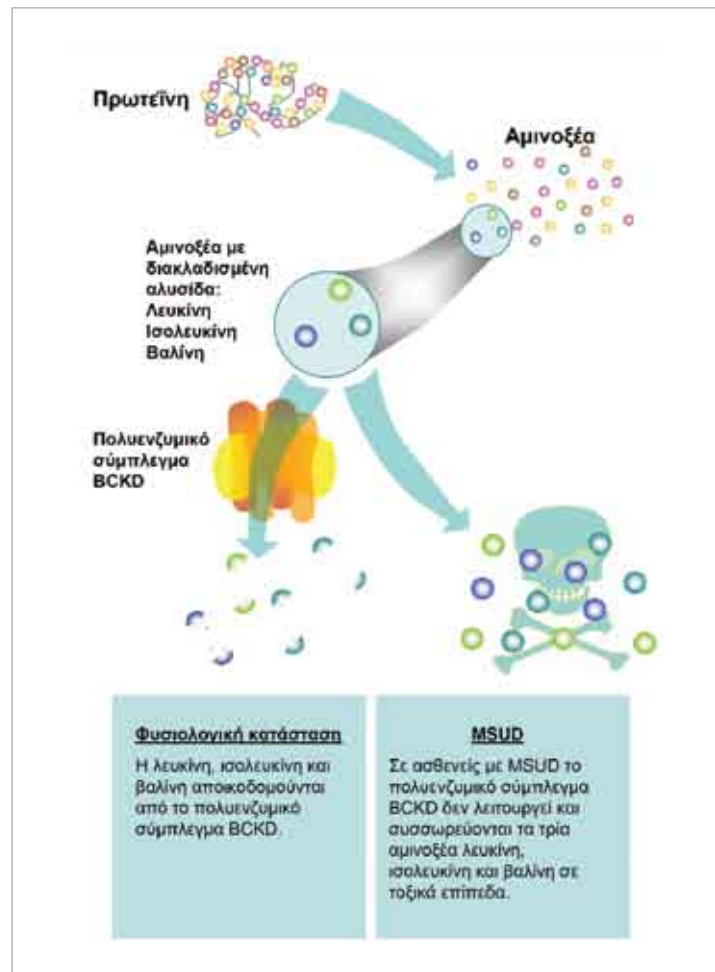 Πρωτεΐνη
Αμινοξέα
Αμινοξέα με
διακλαδισμένη
αλυσίδα:
Λευκίνη
Ισολευκίνη
Βαλίνη
Πολυενζυμικό
σύμπλεγμα
BCKD
Φυσιολογική κατάσταση
Η λευκίνη, ισολευκίνη και
βαλίνη αποικοδομούνται
από το πολυενζυμικό
σύμπλεγμα BCKD.
MSUD
Σε ασθενείς με MSUD το
πολυενζυμικό σύμπλεγμα
BCKD δεν λειτουργεί και
συσσωρεύονται τα τρία
αμινοξέα λευκίνη,
ισολευκίνη και βαλίνη σε
τοξικά επίπεδα.